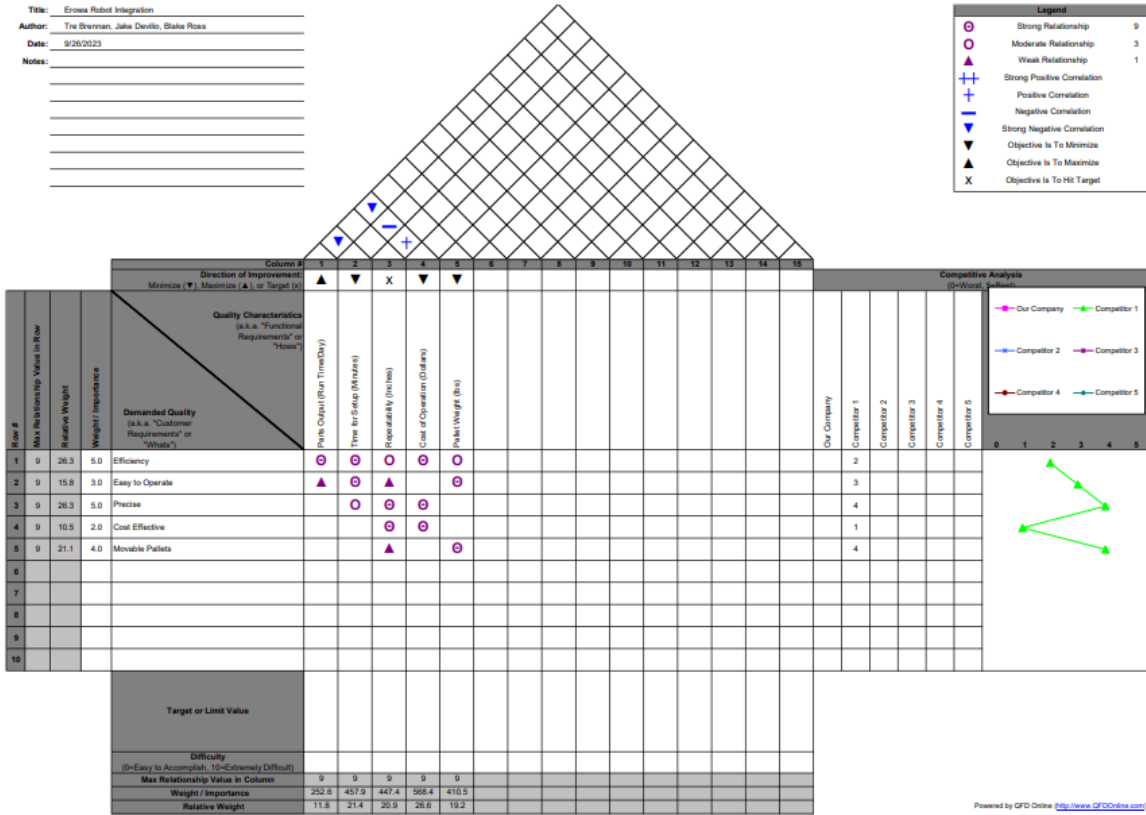 Title: Erowa Robot Integration
Author: Tre Brennan, Jake Devilio, Blake Ross
Date: 9/26/2023
Notes:
Legend
Θ Strong Relationship 9
Ο Moderate Relationship 3
▲ Weak Relationship 1
┼┼ Strong Positive Correlation
┼ Positive Correlation
▬ Negative Correlation
▼ Strong Negative Correlation
▼ Objective Is To Minimize
▲ Objective Is To Maximize
X Objective Is To Hit Target
▼
▬
▼ ┼
Column # 1 2 3 4 5 6 7 8 9 10 11 12 13 14 15
Direction of Improvement:
Minimize (▼), Maximize (▲), or Target (x)
▲ ▼ X ▼ ▼
Competitive Analysis
(0=Worst, 5=Best)
Quality Characteristics
(a.k.a. "Functional
Requirements" or
"Hows")
Demanded Quality
(a.k.a. "Customer
Requirements" or
"Whats")
Row #
Max Relationship Value in Row
Relative Weight
Weight / Importance
Parts Output (Run Time/Day)
Time for Setup (Minutes)
Repeatability (Inches)
Cost of Operation (Dollars)
Pallet Weight (lbs)
Our Company
Competitor 1
Competitor 2
Competitor 3
Competitor 4
Competitor 5
Our Company Competitor 1
Competitor 2 Competitor 3
Competitor 4 Competitor 5
0 1 2 3 4 5
1 9 26.3 5.0 Efficiency Θ Θ Ο Θ Ο 2
2 9 15.8 3.0 Easy to Operate ▲ Θ ▲ Θ 3
3 9 26.3 5.0 Precise Ο Θ Θ 4
4 9 10.5 2.0 Cost Effective Θ Θ 1
5 9 21.1 4.0 Movable Pallets ▲ Θ 4
6
7
8
9
10
Target or Limit Value
Difficulty
(0=Easy to Accomplish, 10=Extremely Difficult)
Max Relationship Value in Column 9 9 9 9 9
Weight / Importance 252.6 457.9 447.4 568.4 410.5
Relative Weight 11.8 21.4 20.9 26.6 19.2
Powered by QFD Online (http://www.QFDOnline.com)